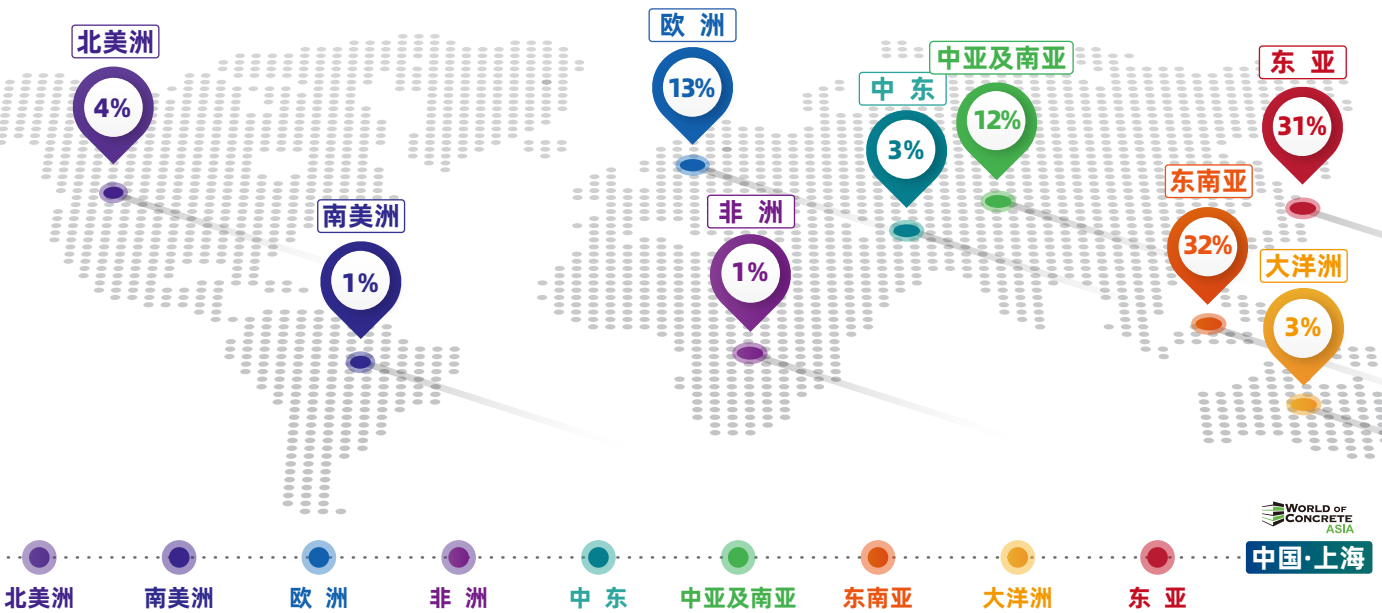 北美洲
4%
南美洲
1%
欧 洲
13%
非 洲
1%
中 东
3%
中亚及南亚
12%
东南亚
32%
东 亚
31%
大洋洲
3%
WORLD OF
CONCRETE
ASIA
中国·上海
北美洲 南美洲 欧 洲 非 洲 中 东 中亚及南亚 东南亚 大洋洲 东 亚